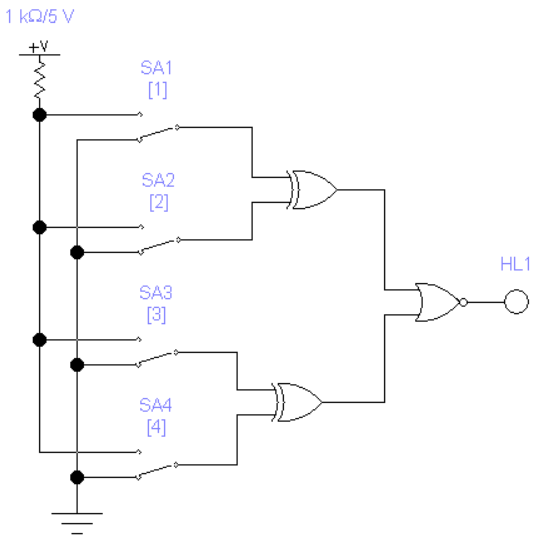 1 kΩ/5 V
+V
SA1
[1]
SA2
[2]
HL1
SA3
[3]
SA4
[4]